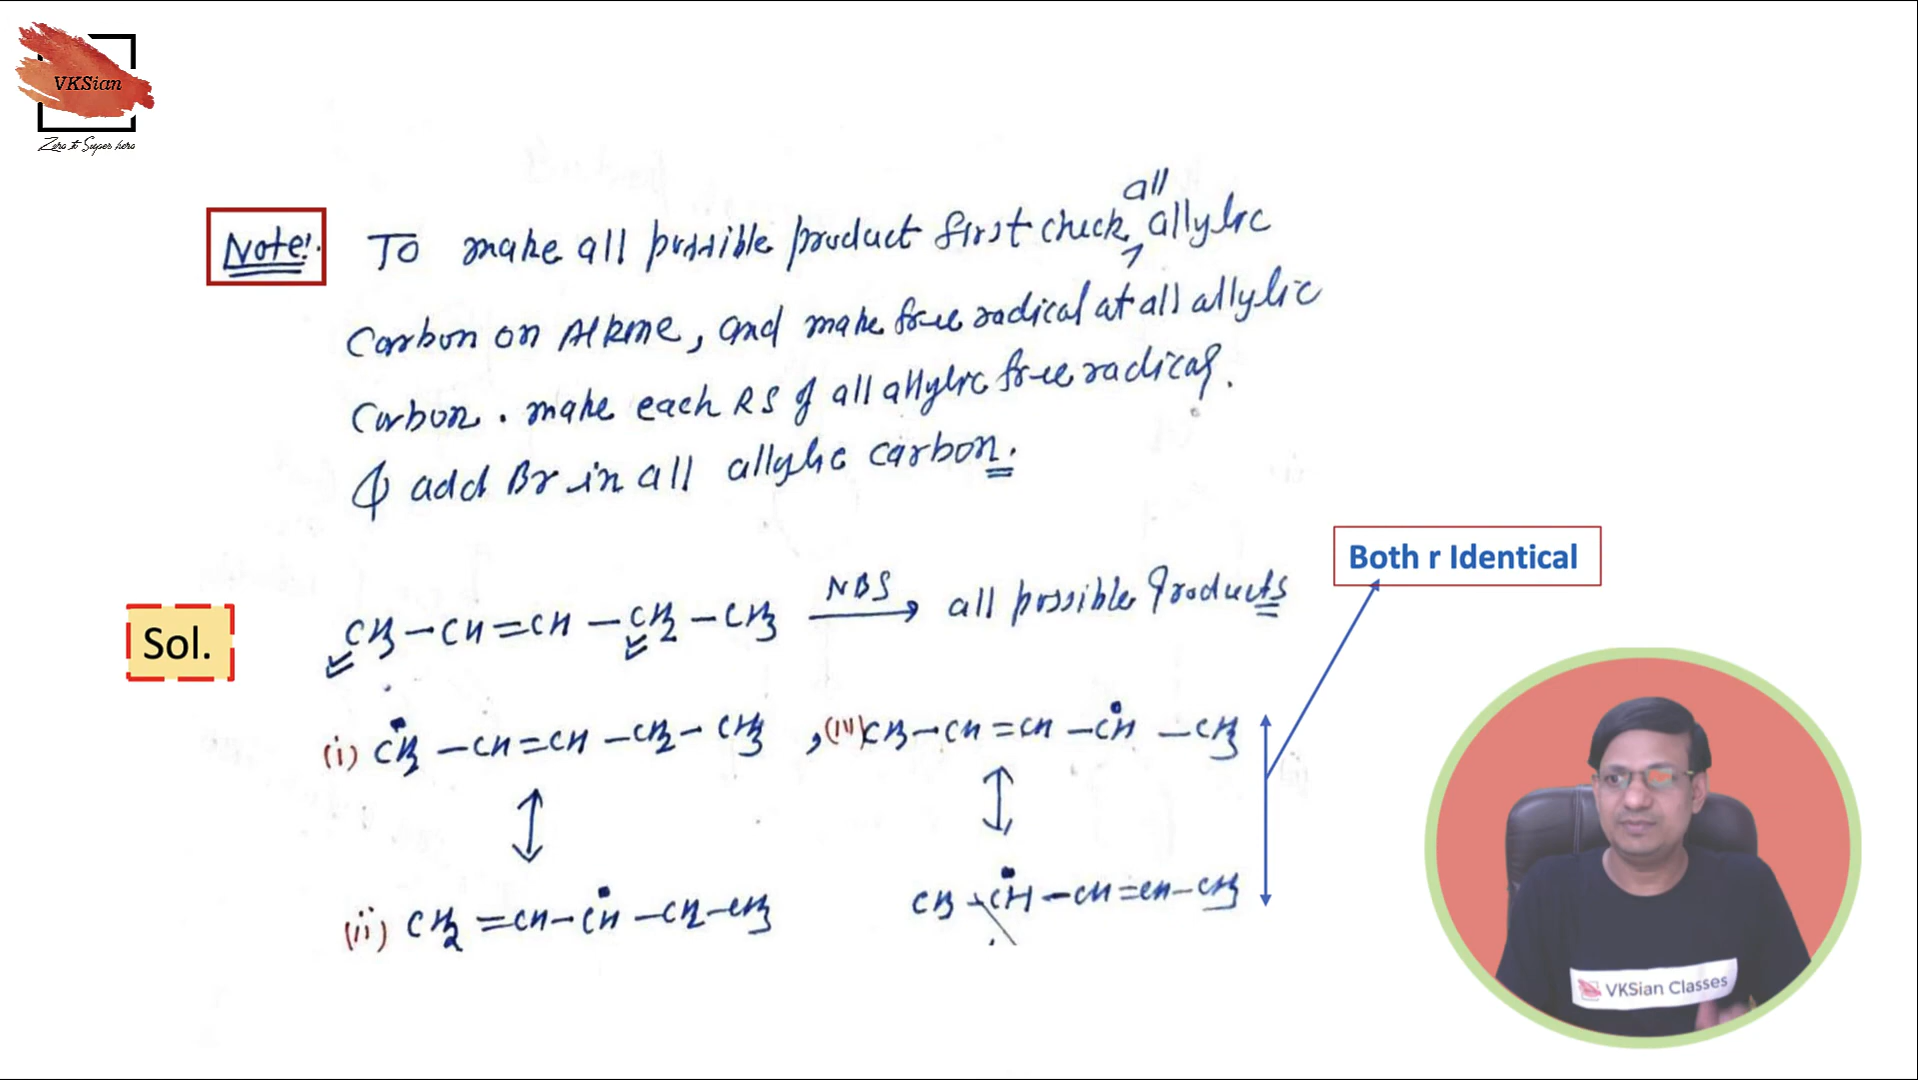 VKSian
Zero to Super hero
all
Note:. To make all possible product first check, allylic
Carbon on Alkene, and make free radical at all allylic
Carbon. make each RS of all allylic free radical.
& add Br in all allylic carbon.
Both r Identical
Sol.
CH3-CH=CH-CH2-CH3 NBS → all possible Products
(i) ĊH2-CH=CH-CH2-CH3 , (iii) CH3-CH=CH-ĊH-CH3
↕ ↕
(ii) CH2=CH-ĊH-CH2-CH3 CH3-ĊH-CH=CH-CH3
VKSian Classes